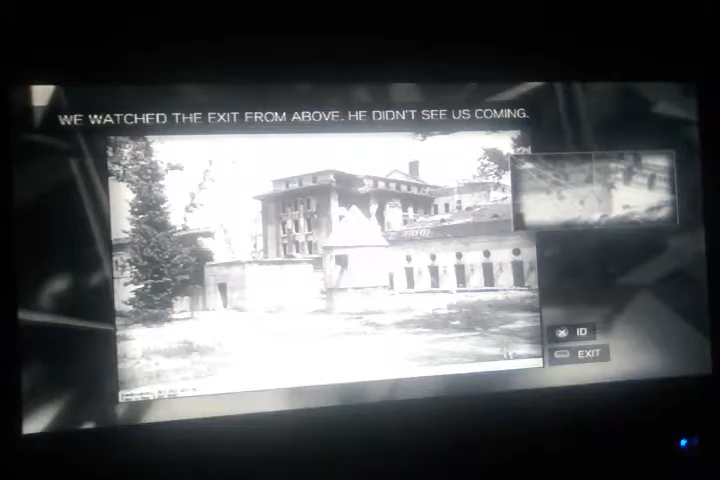 WE WATCHED THE EXIT FROM ABOVE. HE DIDN'T SEE US COMING.
ID
EXIT